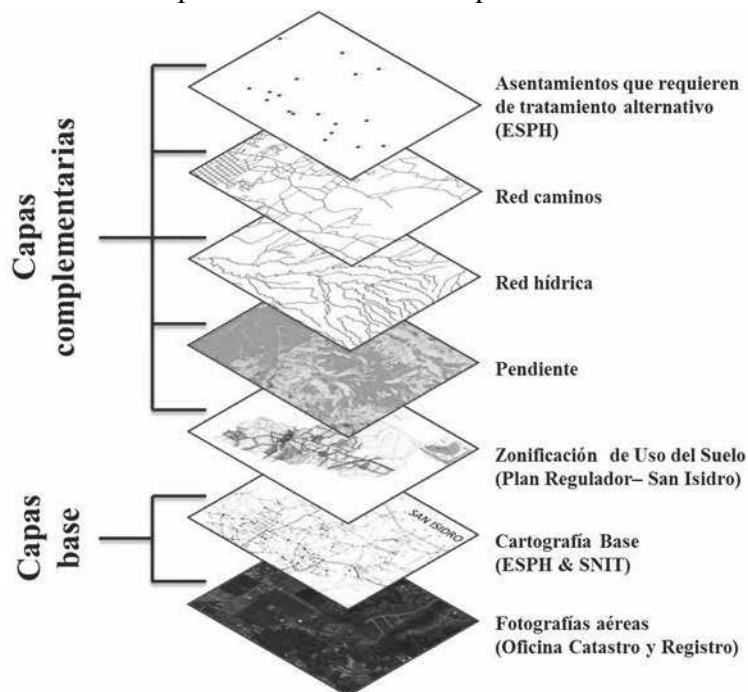 Asentamientos que requieren
de tratamiento alternativo
(ESPH)
Capas
complementarias
Red caminos
Red hídrica
Pendiente
Zonificación de Uso del Suelo
(Plan Regulador– San Isidro)
Capas
base
SAN ISIDRO
Cartografía Base
(ESPH & SNIT)
Fotografías aéreas
(Oficina Catastro y Registro)